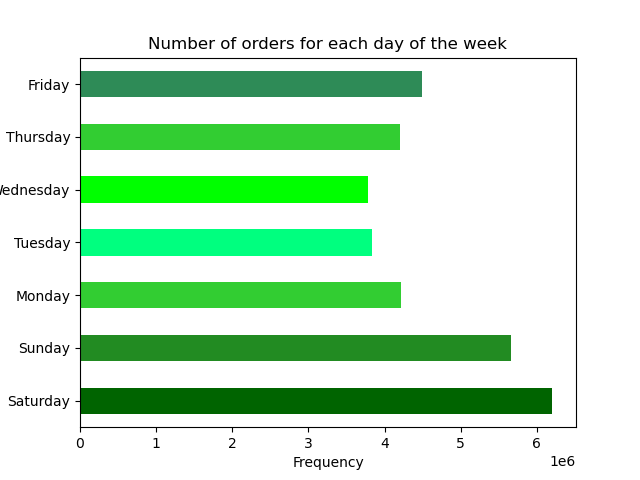 Number of orders for each day of the week
Friday
Thursday
Wednesday
Tuesday
Monday
Sunday
Saturday
0 1 2 3 4 5 6
1e6
Frequency